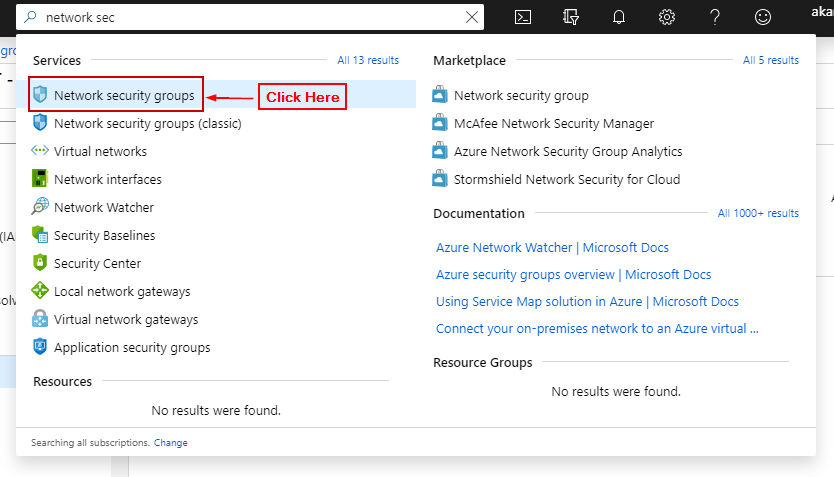 network sec
akar
gro
Services
All 13 results
Network security groups
Click Here
Network security groups (classic)
Virtual networks
Network interfaces
Network Watcher
Security Baselines
Security Center
Local network gateways
Virtual network gateways
Application security groups
Resources
No results were found.
Marketplace
All 5 results
Network security group
McAfee Network Security Manager
Azure Network Security Group Analytics
Stormshield Network Security for Cloud
Documentation
All 1000+ results
Azure Network Watcher | Microsoft Docs
Azure security groups overview | Microsoft Docs
Using Service Map solution in Azure | Microsoft Docs
Connect your on-premises network to an Azure virtual ...
Resource Groups
No results were found.
Searching all subscriptions. Change
(IAI
solv